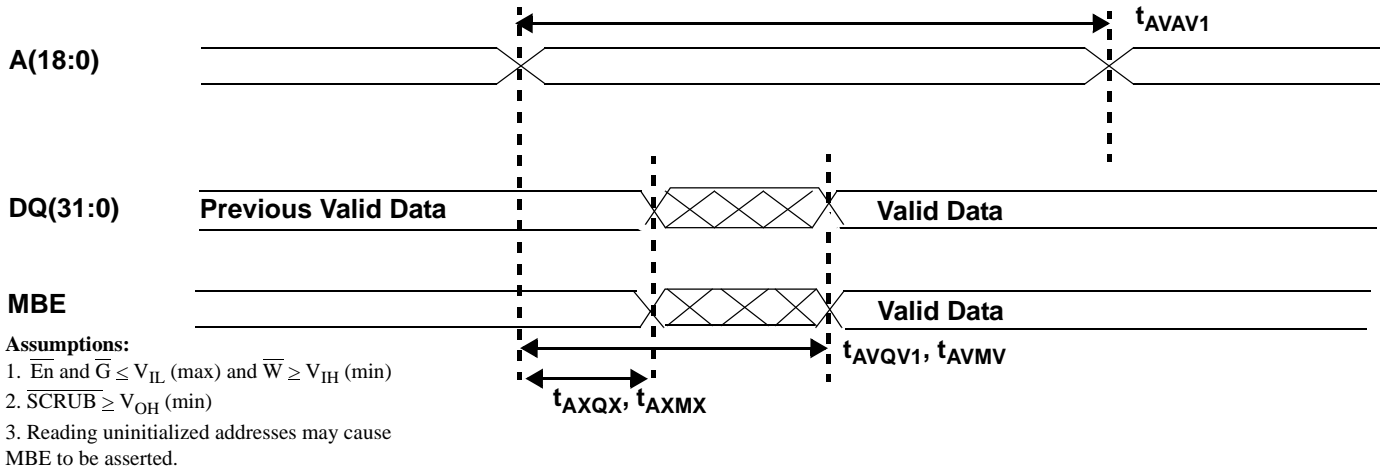 tAVAV1
A(18:0)
DQ(31:0)
Previous Valid Data
Valid Data
MBE
Valid Data
Assumptions:
1. En and G ≤ VIL (max) and W ≥ VIH (min)
2. SCRUB ≥ VOH (min)
3. Reading uninitialized addresses may cause
MBE to be asserted.
tAVQV1, tAVMV
tAXQX, tAXMX